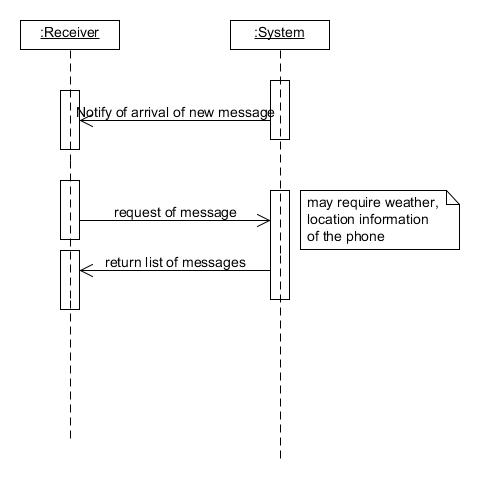 :Receiver
:System
Notify of arrival of new message
request of message
may require weather,
location information
of the phone
return list of messages